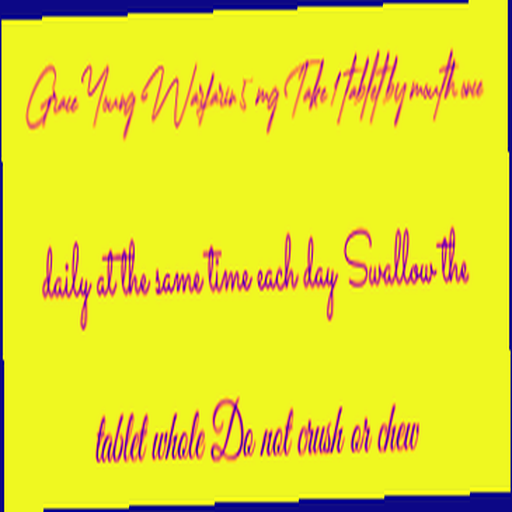 Grace Young Warfarin 5 mg Take 1 tablet by mouth once
daily at the same time each day Swallow the
tablet whole Do not crush or chew